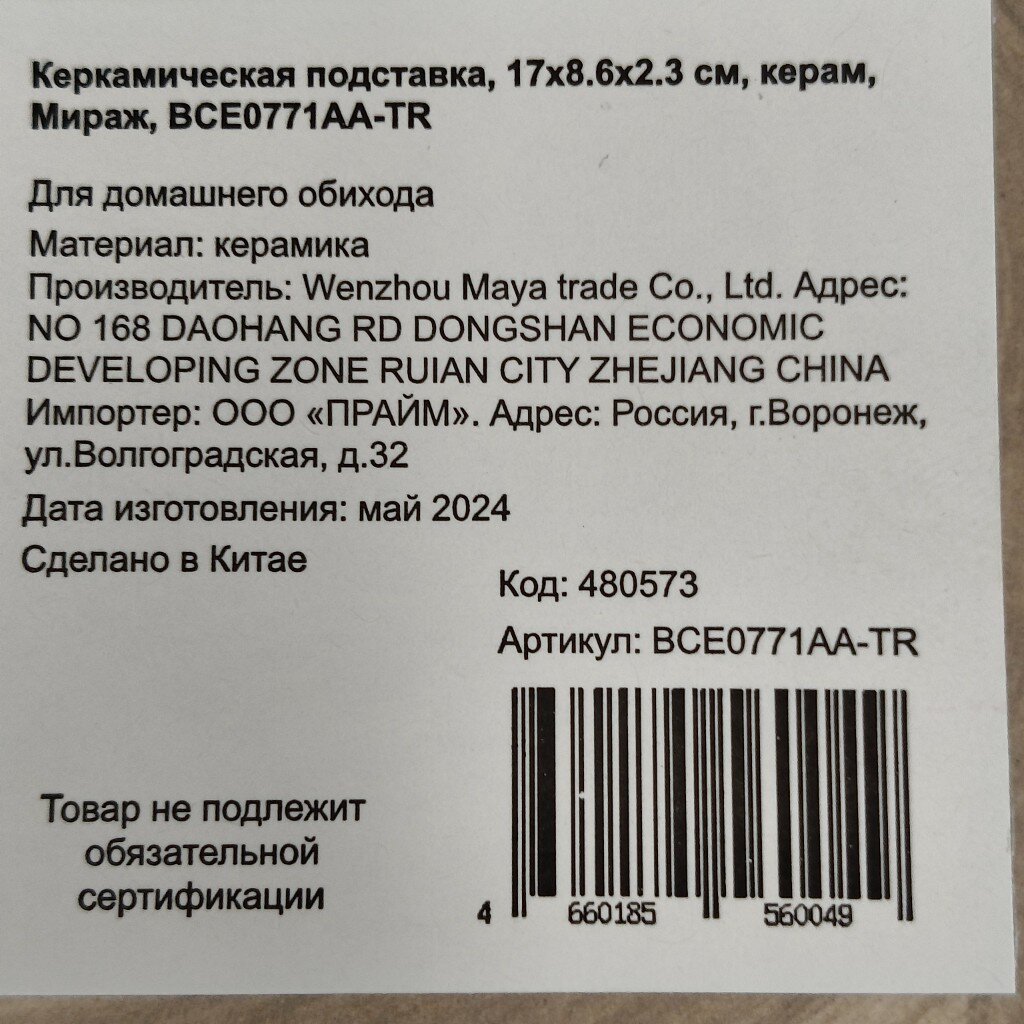 Керкамическая подставка, 17x8.6x2.3 см, керам,
Мираж, BCE0771AA-TR
Для домашнего обихода
Материал: керамика
Производитель: Wenzhou Maya trade Co., Ltd. Адрес:
NO 168 DAOHANG RD DONGSHAN ECONOMIC
DEVELOPING ZONE RUIAN CITY ZHEJIANG CHINA
Импортер: ООО «ПРАЙМ». Адрес: Россия, г.Воронеж,
ул.Волгоградская, д.32
Дата изготовления: май 2024
Сделано в Китае
Код: 480573
Артикул: BCE0771AA-TR
Товар не подлежит
обязательной
сертификации
4 660185 560049